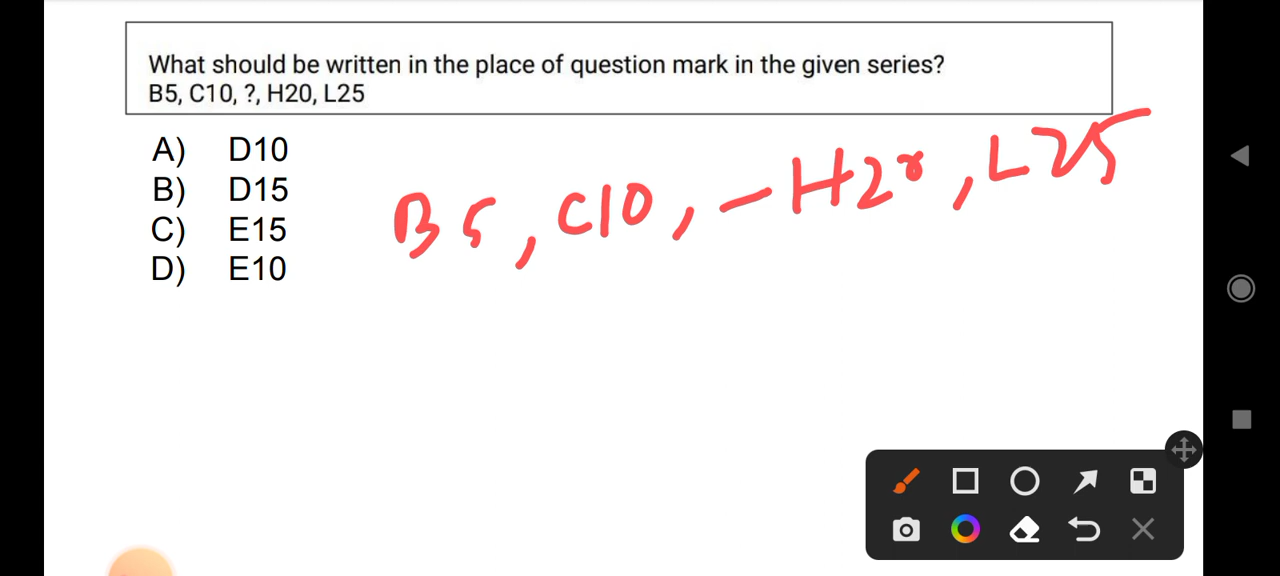 What should be written in the place of question mark in the given series?
B5, C10, ?, H20, L25
A) D10
B) D15
C) E15
D) E10
B5, C10, - H20, L25